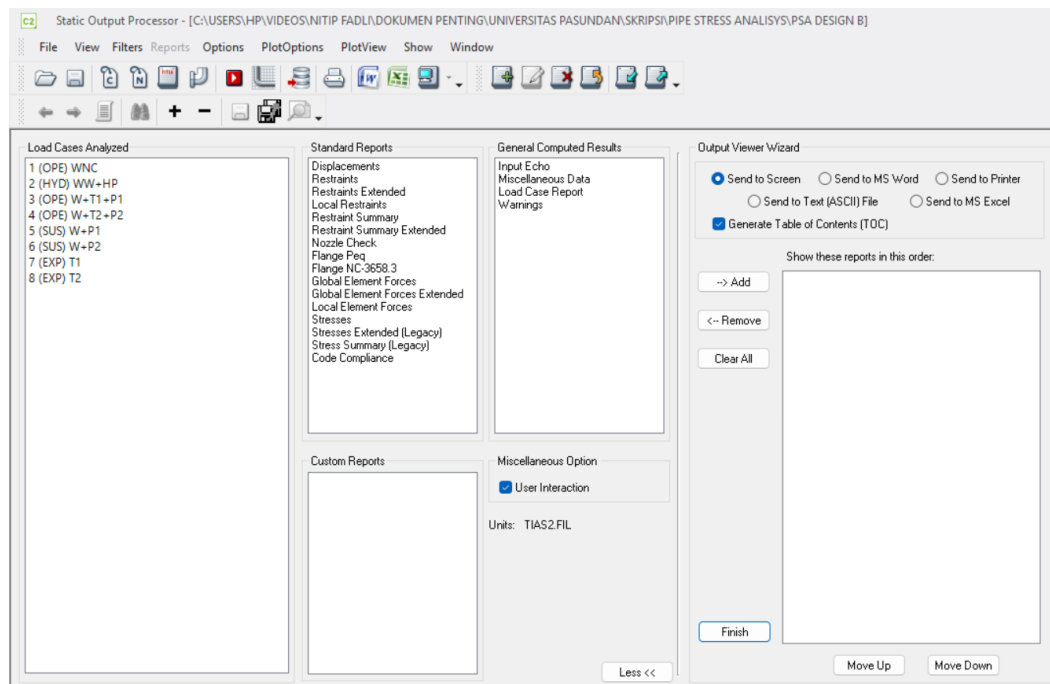 C2 Static Output Processor - [C:\USERS\HP\VIDEOS\NITIP FADLI\DOKUMEN PENTING\UNIVERSITAS PASUNDAN\SKRIPSI\PIPE STRESS ANALISYS\PSA DESIGN B]
File View Filters Reports Options PlotOptions PlotView Show Window
Load Cases Analyzed
1 (OPE) WNC
2 (HYD) WW+HP
3 (OPE) W+T1+P1
4 (OPE) W+T2+P2
5 (SUS) W+P1
6 (SUS) W+P2
7 (EXP) T1
8 (EXP) T2
Standard Reports
Displacements
Restraints
Restraints Extended
Local Restraints
Restraint Summary
Restraint Summary Extended
Nozzle Check
Flange Peq
Flange NC-3658.3
Global Element Forces
Global Element Forces Extended
Local Element Forces
Stresses
Stresses Extended (Legacy)
Stress Summary (Legacy)
Code Compliance
General Computed Results
Input Echo
Miscellaneous Data
Load Case Report
Warnings
Custom Reports
Miscellaneous Option
User Interaction
Units: TIAS2.FIL
Less <<
Output Viewer Wizard
Send to Screen Send to MS Word Send to Printer
Send to Text (ASCII) File Send to MS Excel
Generate Table of Contents (TOC)
Show these reports in this order:
--> Add
<-- Remove
Clear All
Finish
Move Up Move Down